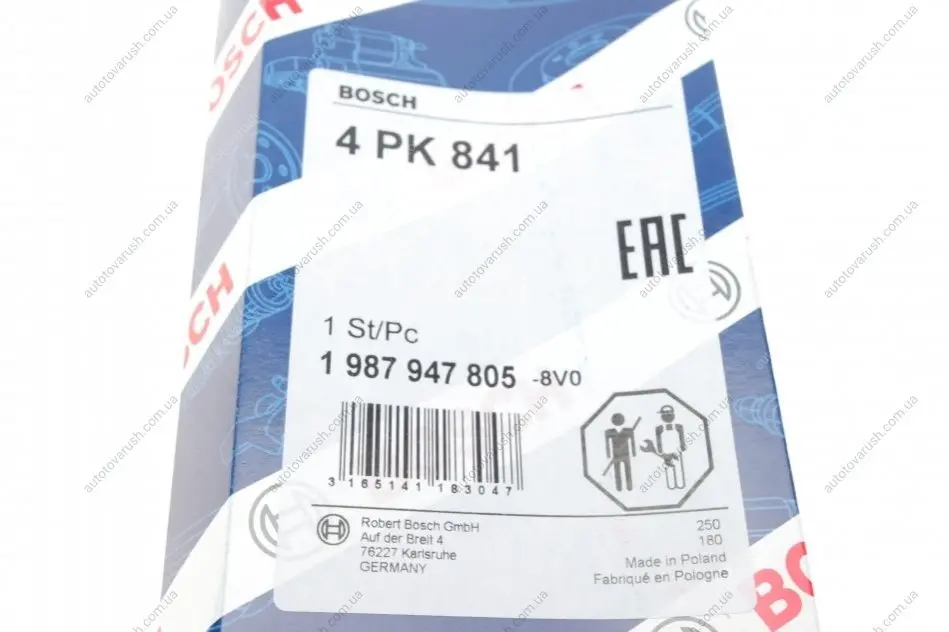 BOSCH
BOSCH
4 PK 841
EAC
BOSCH
1 St/Pc
1 987 947 805 -8V0
3 165141 183047
Robert Bosch GmbH
Auf der Breit 4
76227 Karlsruhe
GERMANY
250
180
Made in Poland
Fabriqué en Pologne
autotovarush.com.ua